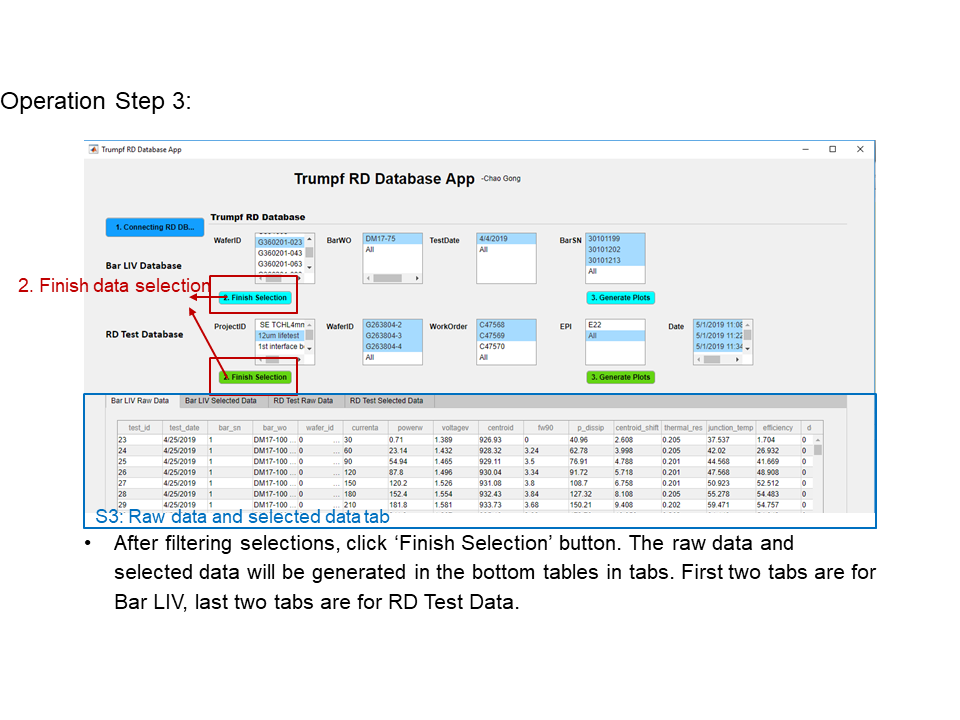 Operation Step 3:
Trumpf RD Database App
Trumpf RD Database App -Chao Gong
1. Connecting RD DB...
Trumpf RD Database
WaferID
G360201-023
G360201-043
G360201-063
BarWO
DM17-75
All
TestDate
4/4/2019
All
BarSN
30101199
30101202
30101213
All
Bar LIV Database
2. Finish data selection
2. Finish Selection
3. Generate Plots
RD Test Database
ProjectID
SE TCHL4mn
12um lifetest
1st interface b
WaferID
G263804-2
G263804-3
G263804-4
All
WorkOrder
C47568
C47569
C47570
All
EPI
E22
All
Date
5/1/2019 11:08
5/1/2019 11:22
5/1/2019 11:34
2. Finish Selection
3. Generate Plots
Bar LIV Raw Data Bar LIV Selected Data RD Test Raw Data RD Test Selected Data
test_id test_date bar_sn bar_wo wafer_id currenta powerw voltagev centroid fw90 p_dissip centroid_shift thermal_res junction_temp efficiency d
23 4/25/2019 1 DM17-100 ... 0 ... 30 0.71 1.389 926.93 0 40.96 2.608 0.205 37.537 1.704 0
24 4/25/2019 1 DM17-100 ... 0 ... 60 23.14 1.432 928.32 3.24 62.78 3.998 0.205 42.02 26.932 0
25 4/25/2019 1 DM17-100 ... 0 ... 90 54.94 1.465 929.11 3.5 76.91 4.788 0.201 44.568 41.669 0
26 4/25/2019 1 DM17-100 ... 0 ... 120 87.8 1.496 930.04 3.34 91.72 5.718 0.201 47.568 48.908 0
27 4/25/2019 1 DM17-100 ... 0 ... 150 120.2 1.526 931.08 3.8 108.7 6.758 0.201 50.923 52.512 0
28 4/25/2019 1 DM17-100 ... 0 ... 180 152.4 1.554 932.43 3.84 127.32 8.108 0.205 55.278 54.483 0
29 4/25/2019 1 DM17-100 ... 0 ... 210 181.8 1.581 933.73 3.68 150.21 9.408 0.202 59.471 54.757 0
S3: Raw data and selected data tab
• After filtering selections, click ‘Finish Selection’ button. The raw data and
selected data will be generated in the bottom tables in tabs. First two tabs are for
Bar LIV, last two tabs are for RD Test Data.